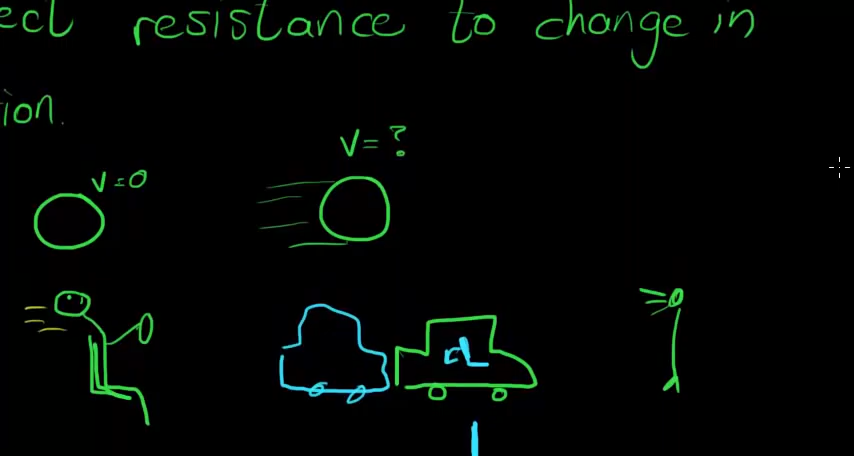 ect resistance to change in
ion.
V = ?
V = 0